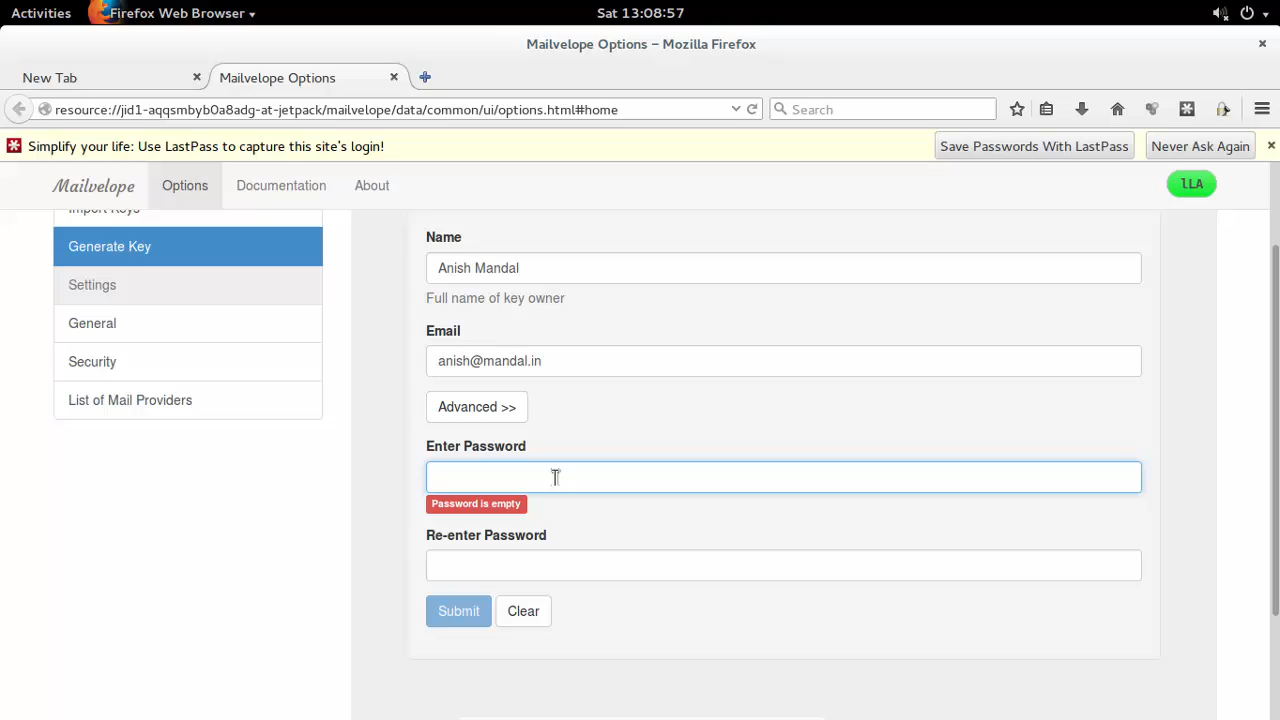 Activities Firefox Web Browser Sat 13:08:57
Mailvelope Options – Mozilla Firefox
New Tab Mailvelope Options
resource://jid1-aqqsmbyb0a8adg-at-jetpack/mailvelope/data/common/ui/options.html#home Search
Simplify your life: Use LastPass to capture this site's login! Save Passwords With LastPass Never Ask Again
Mailvelope Options Documentation About lLA
Import Keys
Generate Key
Settings
General
Security
List of Mail Providers
Name
Anish Mandal
Full name of key owner
Email
anish@mandal.in
Advanced >>
Enter Password
Password is empty
Re-enter Password
Submit Clear